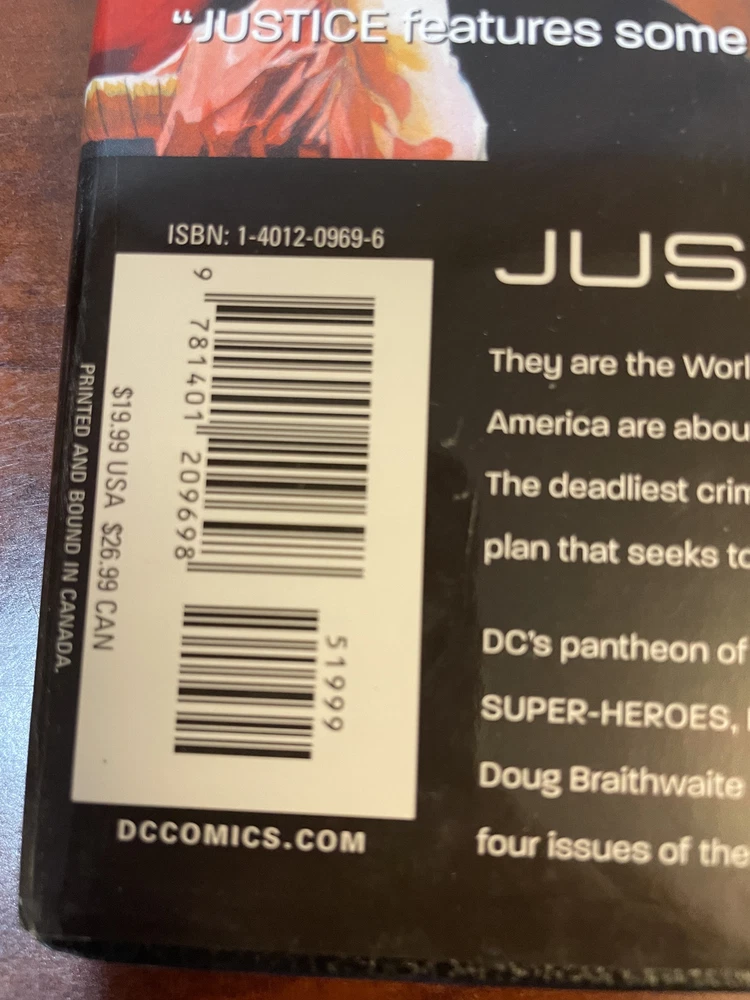 “JUSTICE features some
ISBN: 1-4012-0969-6
9 781401 209698
51999
$19.99 USA $26.99 CAN
PRINTED AND BOUND IN CANADA.
DCCOMICS.COM
JUS
They are the Worl
America are abou
The deadliest crim
plan that seeks to
DC’s pantheon of
SUPER-HEROES,
Doug Braithwaite
four issues of the